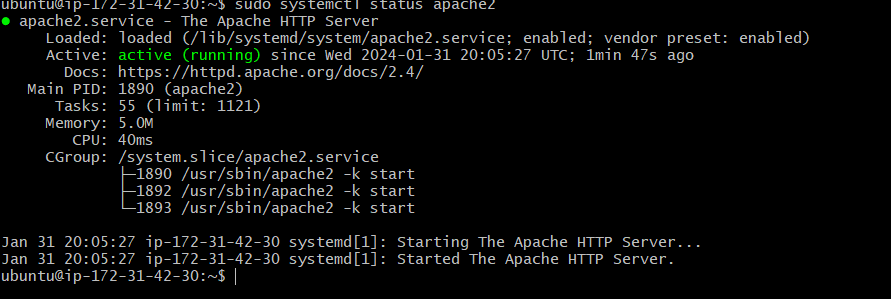 ubuntu@ip-172-31-42-30:~$ sudo systemctl status apache2
● apache2.service - The Apache HTTP Server
     Loaded: loaded (/lib/systemd/system/apache2.service; enabled; vendor preset: enabled)
     Active: active (running) since Wed 2024-01-31 20:05:27 UTC; 1min 47s ago
       Docs: https://httpd.apache.org/docs/2.4/
   Main PID: 1890 (apache2)
      Tasks: 55 (limit: 1121)
     Memory: 5.0M
        CPU: 40ms
     CGroup: /system.slice/apache2.service
             ├─1890 /usr/sbin/apache2 -k start
             ├─1892 /usr/sbin/apache2 -k start
             └─1893 /usr/sbin/apache2 -k start
Jan 31 20:05:27 ip-172-31-42-30 systemd[1]: Starting The Apache HTTP Server...
Jan 31 20:05:27 ip-172-31-42-30 systemd[1]: Started The Apache HTTP Server.
ubuntu@ip-172-31-42-30:~$